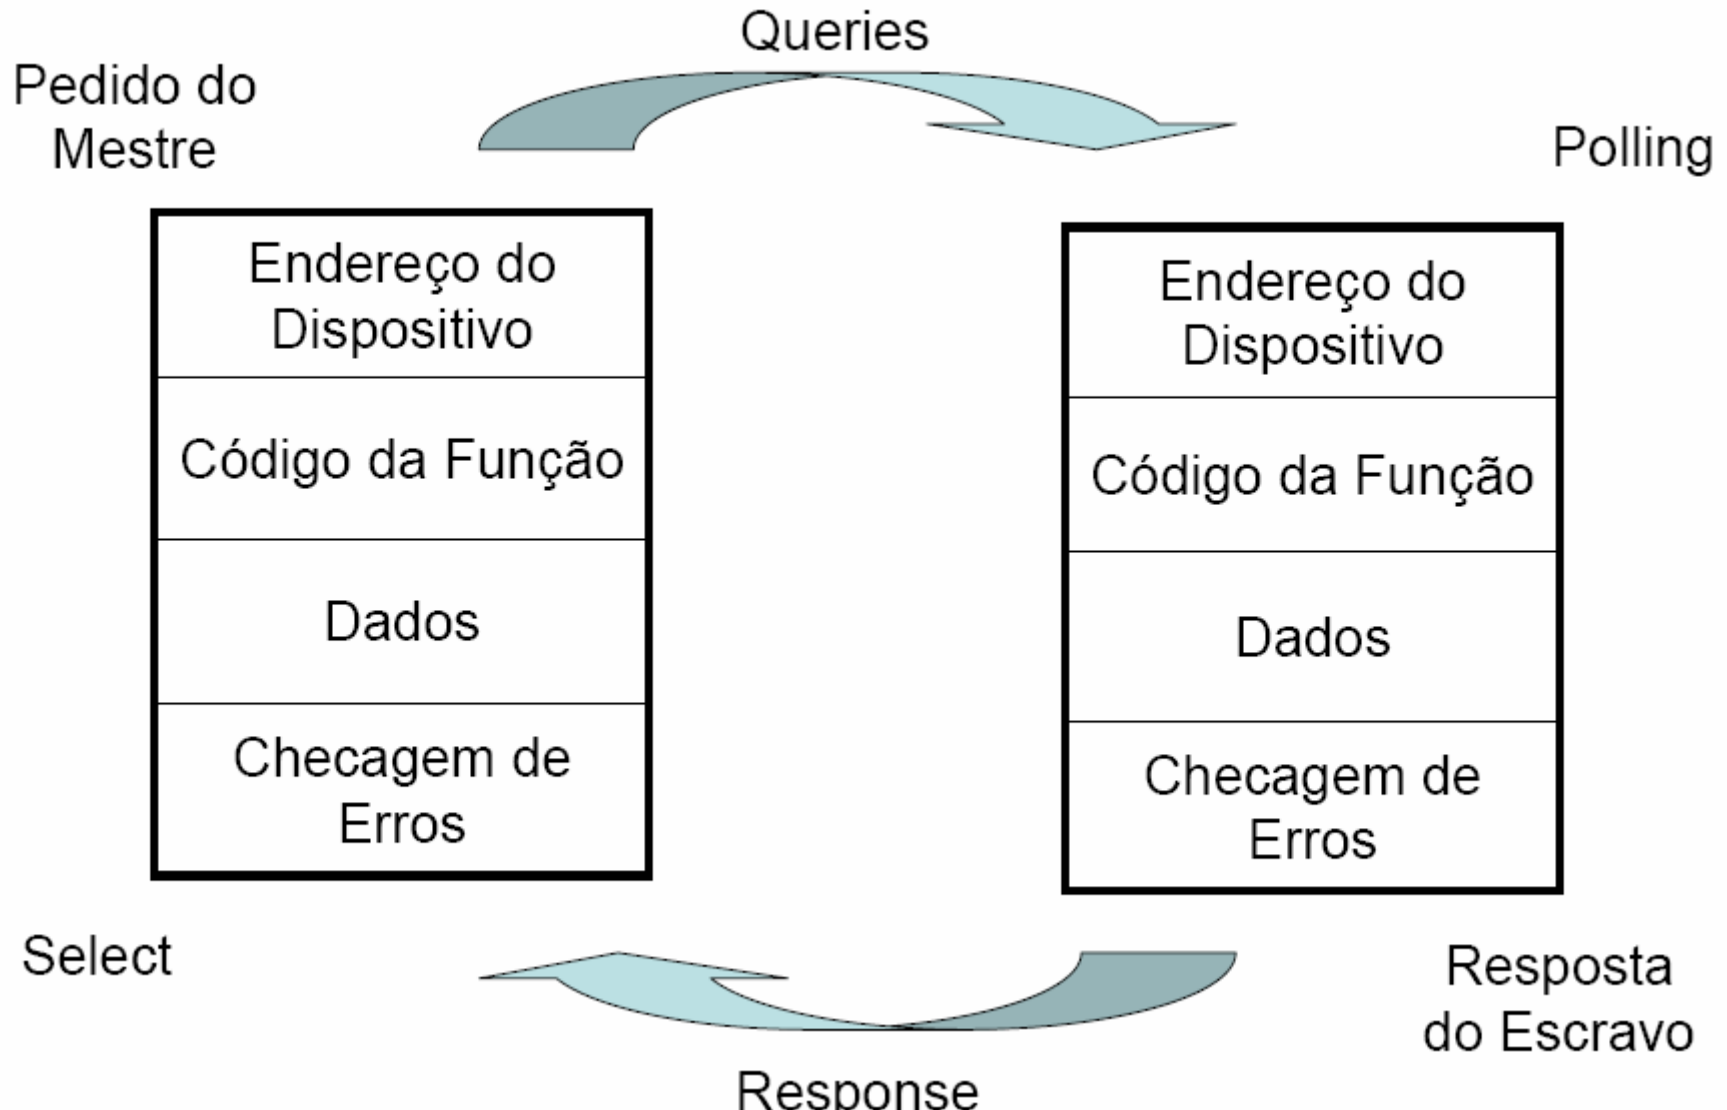 Queries
Pedido do
Mestre
Polling
Endereço do
Dispositivo
Código da Função
Dados
Checagem de
Erros
Endereço do
Dispositivo
Código da Função
Dados
Checagem de
Erros
Select
Resposta
do Escravo
Response